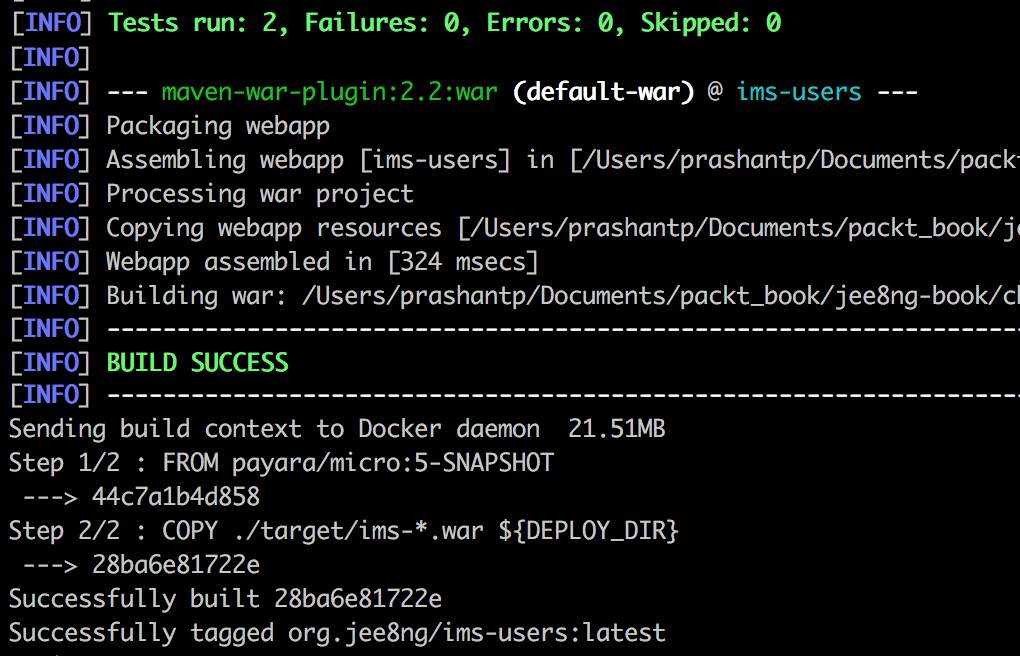 [INFO] Tests run: 2, Failures: 0, Errors: 0, Skipped: 0
[INFO]
[INFO] --- maven-war-plugin:2.2:war (default-war) @ ims-users ---
[INFO] Packaging webapp
[INFO] Assembling webapp [ims-users] in [/Users/prashantp/Documents/packt
[INFO] Processing war project
[INFO] Copying webapp resources [/Users/prashantp/Documents/packt_book/je
[INFO] Webapp assembled in [324 msecs]
[INFO] Building war: /Users/prashantp/Documents/packt_book/jee8ng-book/ch
[INFO] ------------------------------------------------------------------
[INFO] BUILD SUCCESS
[INFO] ------------------------------------------------------------------
Sending build context to Docker daemon  21.51MB
Step 1/2 : FROM payara/micro:5-SNAPSHOT
 ---> 44c7a1b4d858
Step 2/2 : COPY ./target/ims-*.war ${DEPLOY_DIR}
 ---> 28ba6e81722e
Successfully built 28ba6e81722e
Successfully tagged org.jee8ng/ims-users:latest